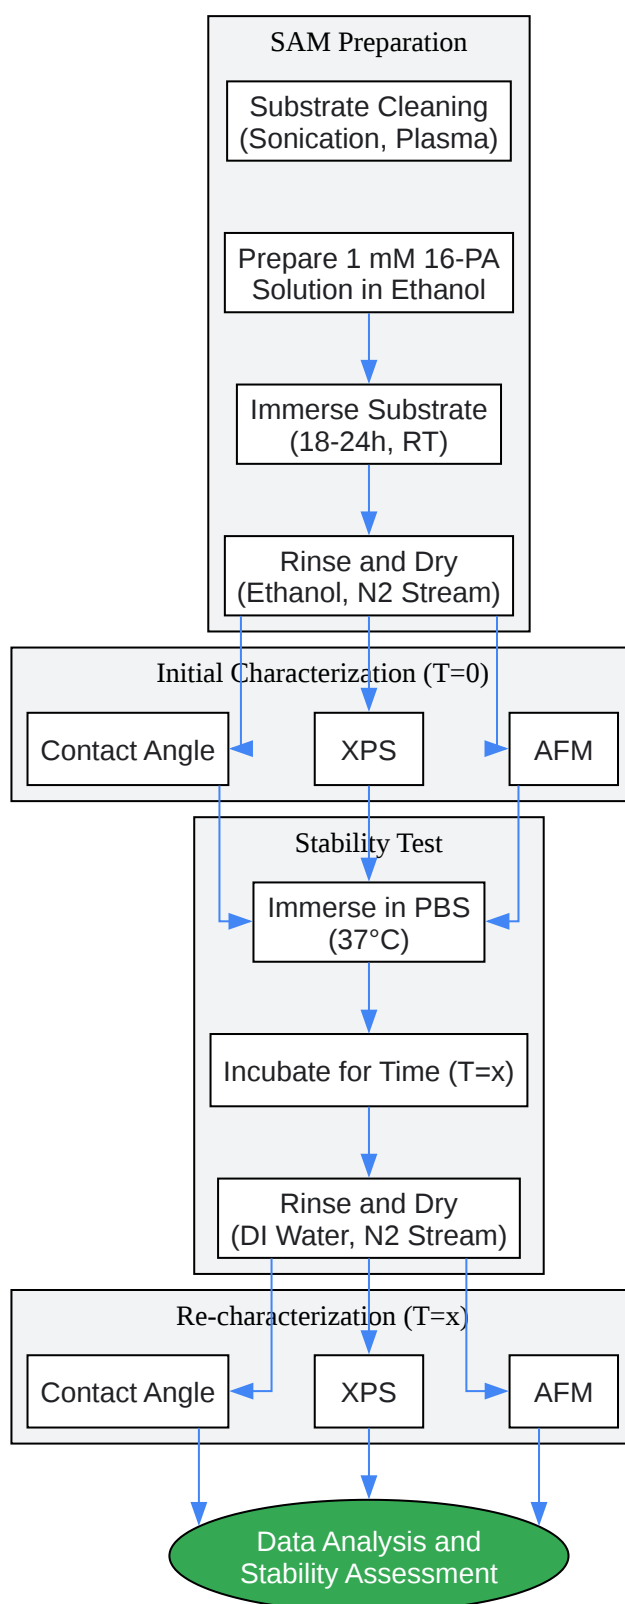 SAM Preparation
Substrate Cleaning
(Sonication, Plasma)
Prepare 1 mM 16-PA
Solution in Ethanol
Immerse Substrate
(18-24h, RT)
Rinse and Dry
(Ethanol, N2 Stream)
Initial Characterization (T=0)
Contact Angle
XPS
AFM
Stability Test
Immerse in PBS
(37°C)
Incubate for Time (T=x)
Rinse and Dry
(DI Water, N2 Stream)
Re-characterization (T=x)
Contact Angle
XPS
AFM
Data Analysis and
Stability Assessment